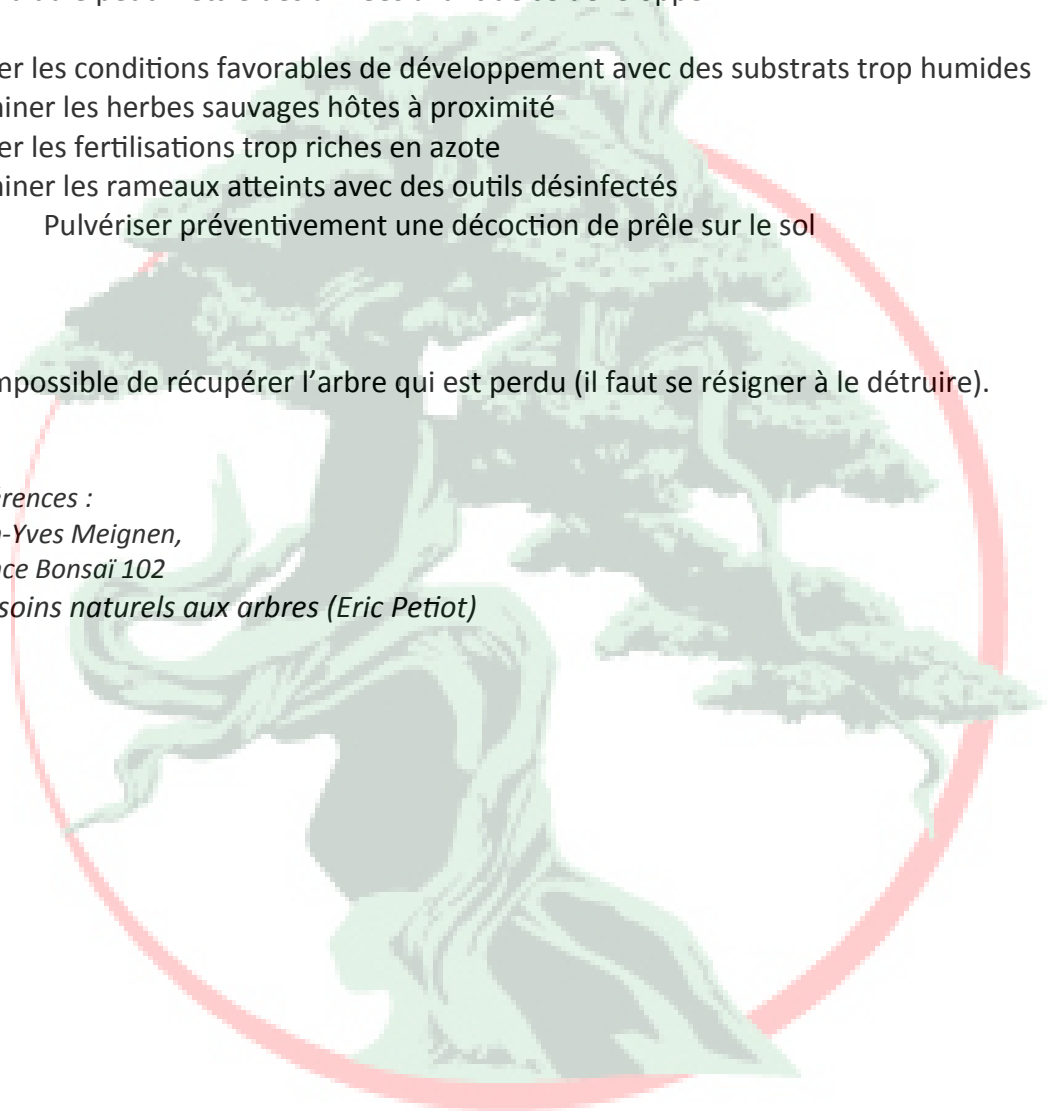 er les conditions favorables de développement avec des substrats trop humides
iner les herbes sauvages hôtes à proximité
er les fertilisations trop riches en azote
iner les rameaux atteints avec des outils désinfectés
Pulvériser préventivement une décoction de prêle sur le sol
mpossible de récupérer l’arbre qui est perdu (il faut se résigner à le détruire).
érences :
-Yves Meignen,
nce Bonsaï 102
soins naturels aux arbres (Eric Petiot)